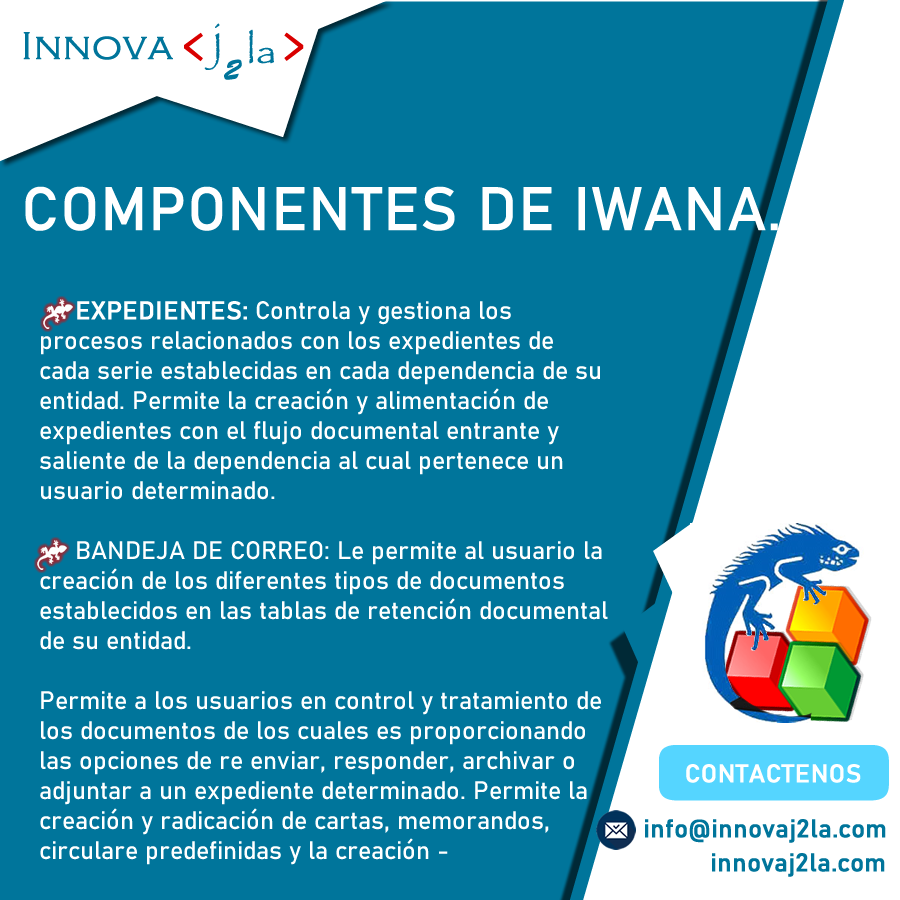 INNOVA <j2la>
COMPONENTES DE IWANA.
EXPEDIENTES: Controla y gestiona los
procesos relacionados con los expedientes de
cada serie establecidas en cada dependencia de su
entidad. Permite la creación y alimentación de
expedientes con el flujo documental entrante y
saliente de la dependencia al cual pertenece un
usuario determinado.
BANDEJA DE CORREO: Le permite al usuario la
creación de los diferentes tipos de documentos
establecidos en las tablas de retención documental
de su entidad.
Permite a los usuarios en control y tratamiento de
los documentos de los cuales es proporcionando
las opciones de re enviar, responder, archivar o
adjuntar a un expediente determinado. Permite la
creación y radicación de cartas, memorandos,
circulare predefinidas y la creación -
CONTACTENOS
info@innovaj2la.com
innovaj2la.com